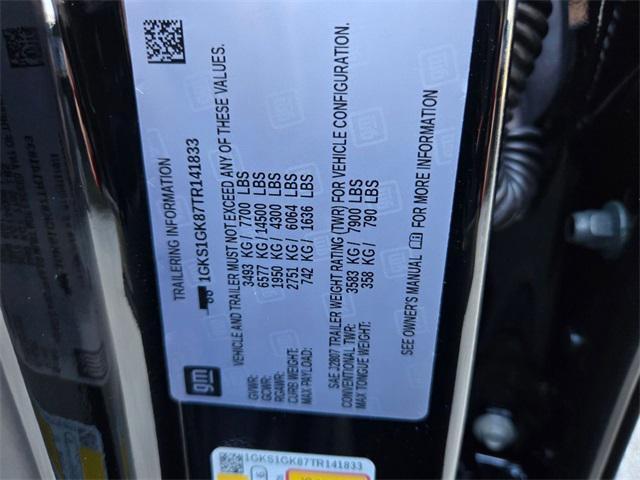 TRAILERING INFORMATION
1GKS1GK87TR141833
VEHICLE AND TRAILER MUST NOT EXCEED ANY OF THESE VALUES.
GVWR: 3493 KG / 7700 LBS
GCWR: 6577 KG / 14500 LBS
RGAWR: 1950 KG / 4300 LBS
CURB WEIGHT: 2751 KG / 6064 LBS
MAX PAYLOAD: 742 KG / 1636 LBS
SAE J2807 TRAILER WEIGHT RATING (TWR) FOR VEHICLE CONFIGURATION.
CONVENTIONAL TWR: 3583 KG / 7900 LBS
MAX TONGUE WEIGHT: 358 KG / 790 LBS
SEE OWNER'S MANUAL FOR MORE INFORMATION
gm
1GKS1GK87TR141833